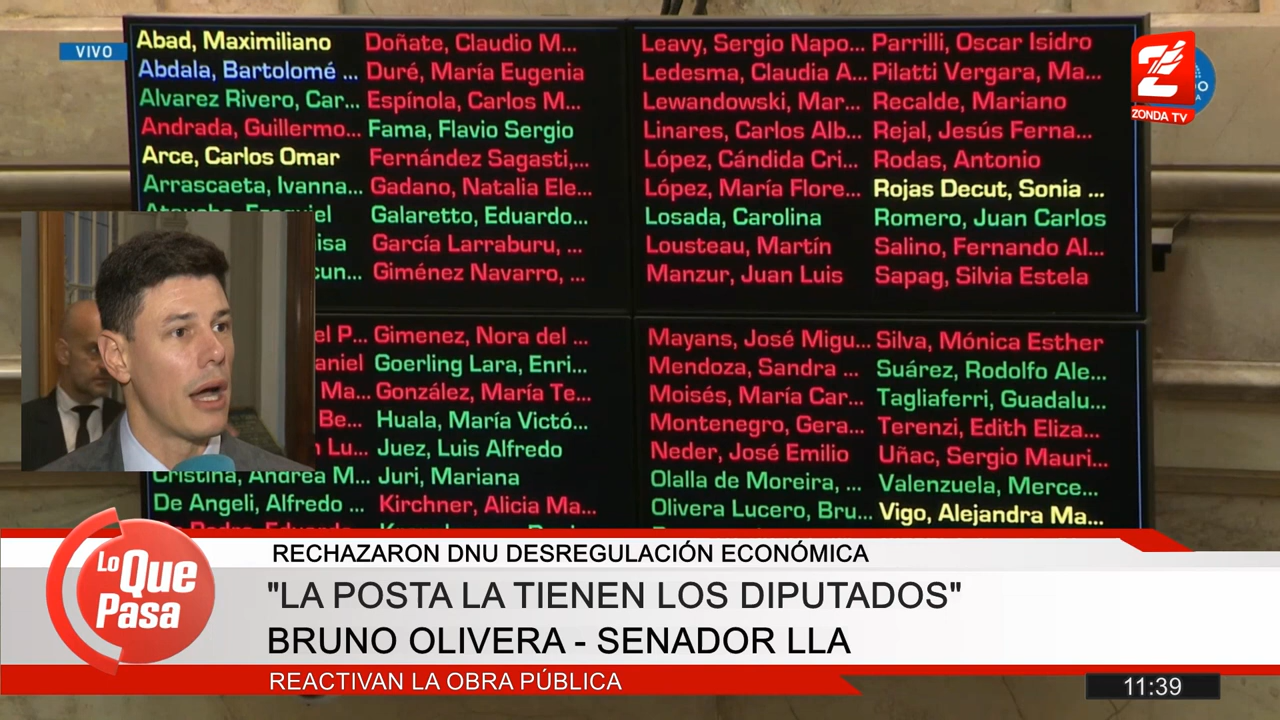 VIVO
Abad, Maximiliano
Abdala, Bartolomé ...
Alvarez Rivero, Car...
Andrada, Guillermo...
Arce, Carlos Omar
Arrascaeta, Ivanna...
Doñate, Claudio M...
Duré, María Eugenia
Espínola, Carlos M...
Fama, Flavio Sergio
Fernández Sagasti,...
Gadano, Natalia Ele...
Galaretto, Eduardo...
García Larraburu, ...
Giménez Navarro, ...
Leavy, Sergio Napo...
Ledesma, Claudia A...
Lewandowski, Mar...
Linares, Carlos Alb...
López, Cándida Cri...
López, María Flore...
Losada, Carolina
Lousteau, Martín
Manzur, Juan Luis
Parrilli, Oscar Isidro
Pilatti Vergara, Ma...
Recalde, Mariano
Rejal, Jesús Ferna...
Rodas, Antonio
Rojas Decut, Sonia ...
Romero, Juan Carlos
Salino, Fernando Al...
Sapag, Silvia Estela
Cristina, Andrea M...
De Angeli, Alfredo ...
Gimenez, Nora del ...
Goerling Lara, Enri...
González, María Te...
Huala, María Victó...
Juez, Luis Alfredo
Juri, Mariana
Kirchner, Alicia Ma...
Mayans, José Migu...
Mendoza, Sandra ...
Moisés, María Car...
Montenegro, Gera...
Neder, José Emilio
Olalla de Moreira, ...
Olivera Lucero, Bru...
Silva, Mónica Esther
Suárez, Rodolfo Ale...
Tagliaferri, Guadalu...
Terenzi, Edith Eliza...
Uñac, Sergio Mauri...
Valenzuela, Merce...
Vigo, Alejandra Ma...
ZONDA TV
Lo Que Pasa
RECHAZARON DNU DESREGULACIÓN ECONÓMICA
"LA POSTA LA TIENEN LOS DIPUTADOS"
BRUNO OLIVERA - SENADOR LLA
REACTIVAN LA OBRA PÚBLICA
11:39